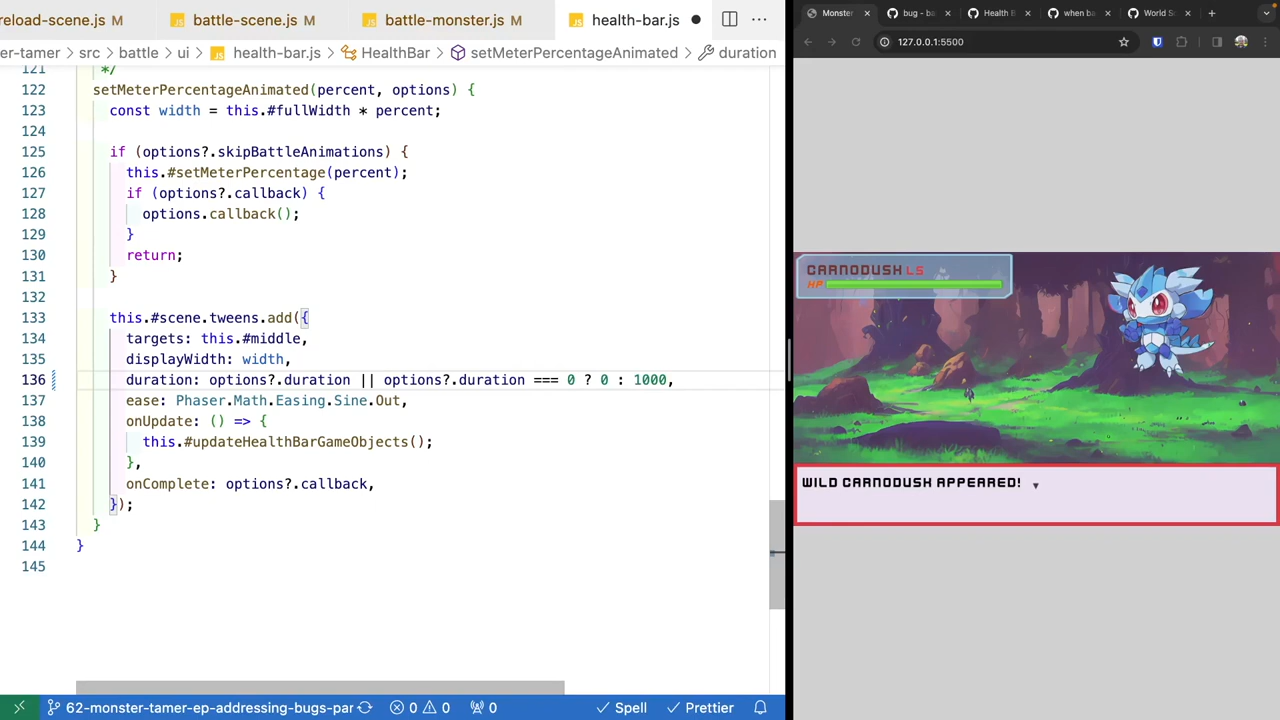 reload-scene.js M
battle-scene.js M
battle-monster.js M
health-bar.js
er-tamer > src > battle > ui > health-bar.js > HealthBar > setMeterPercentageAnimated > duration
121 */
122 setMeterPercentageAnimated(percent, options) {
123 const width = this.#fullWidth * percent;
124
125 if (options?.skipBattleAnimations) {
126 this.#setMeterPercentage(percent);
127 if (options?.callback) {
128 options.callback();
129 }
130 return;
131 }
132
133 this.#scene.tweens.add({
134 targets: this.#middle,
135 displayWidth: width,
136 duration: options?.duration || options?.duration === 0 ? 0 : 1000,
137 ease: Phaser.Math.Easing.Sine.Out,
138 onUpdate: () => {
139 this.#updateHealthBarGameObjects();
140 },
141 onComplete: options?.callback,
142 });
143 }
144 }
145
62-monster-tamer-ep-addressing-bugs-par
0 0
0
Spell
Prettier
Monster
bug - ba
Health B
when ba
World Sc
127.0.0.1:5500
CARNODUSH L5
HP
WILD CARNODUSH APPEARED!